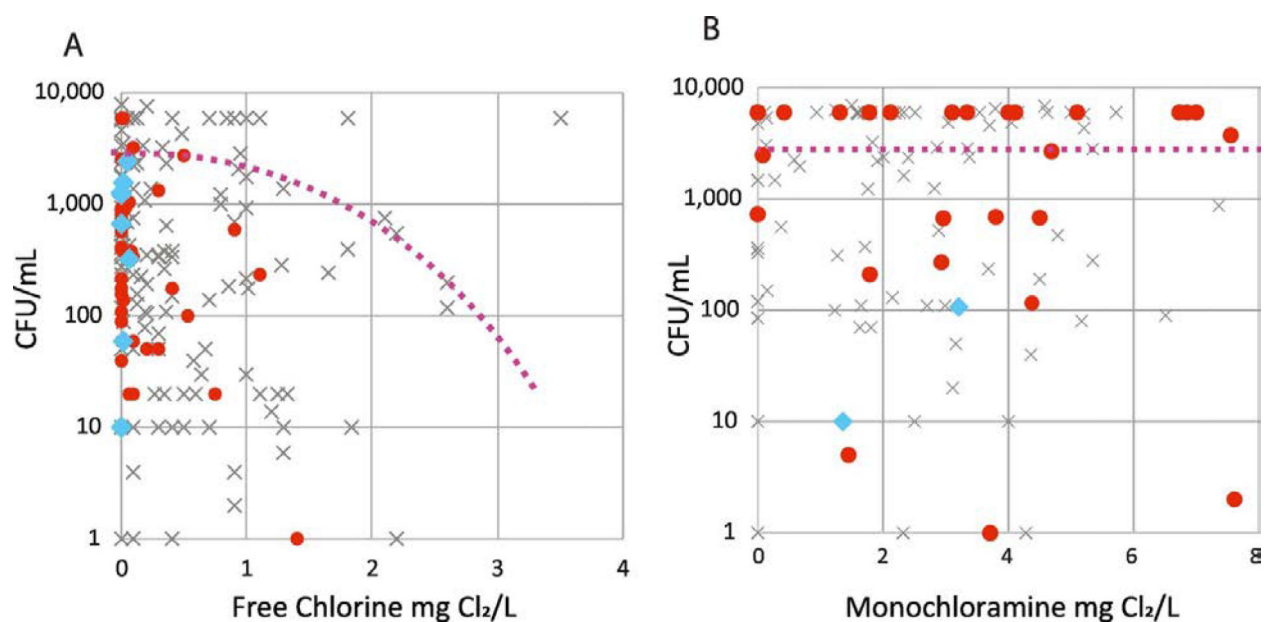 A
10,000
1,000
100
10
1
CFU/mL
0 1 2 3 4
Free Chlorine mg Cl₂/L
B
10,000
1,000
100
10
1
CFU/mL
0 2 4 6 8
Monochloramine mg Cl₂/L